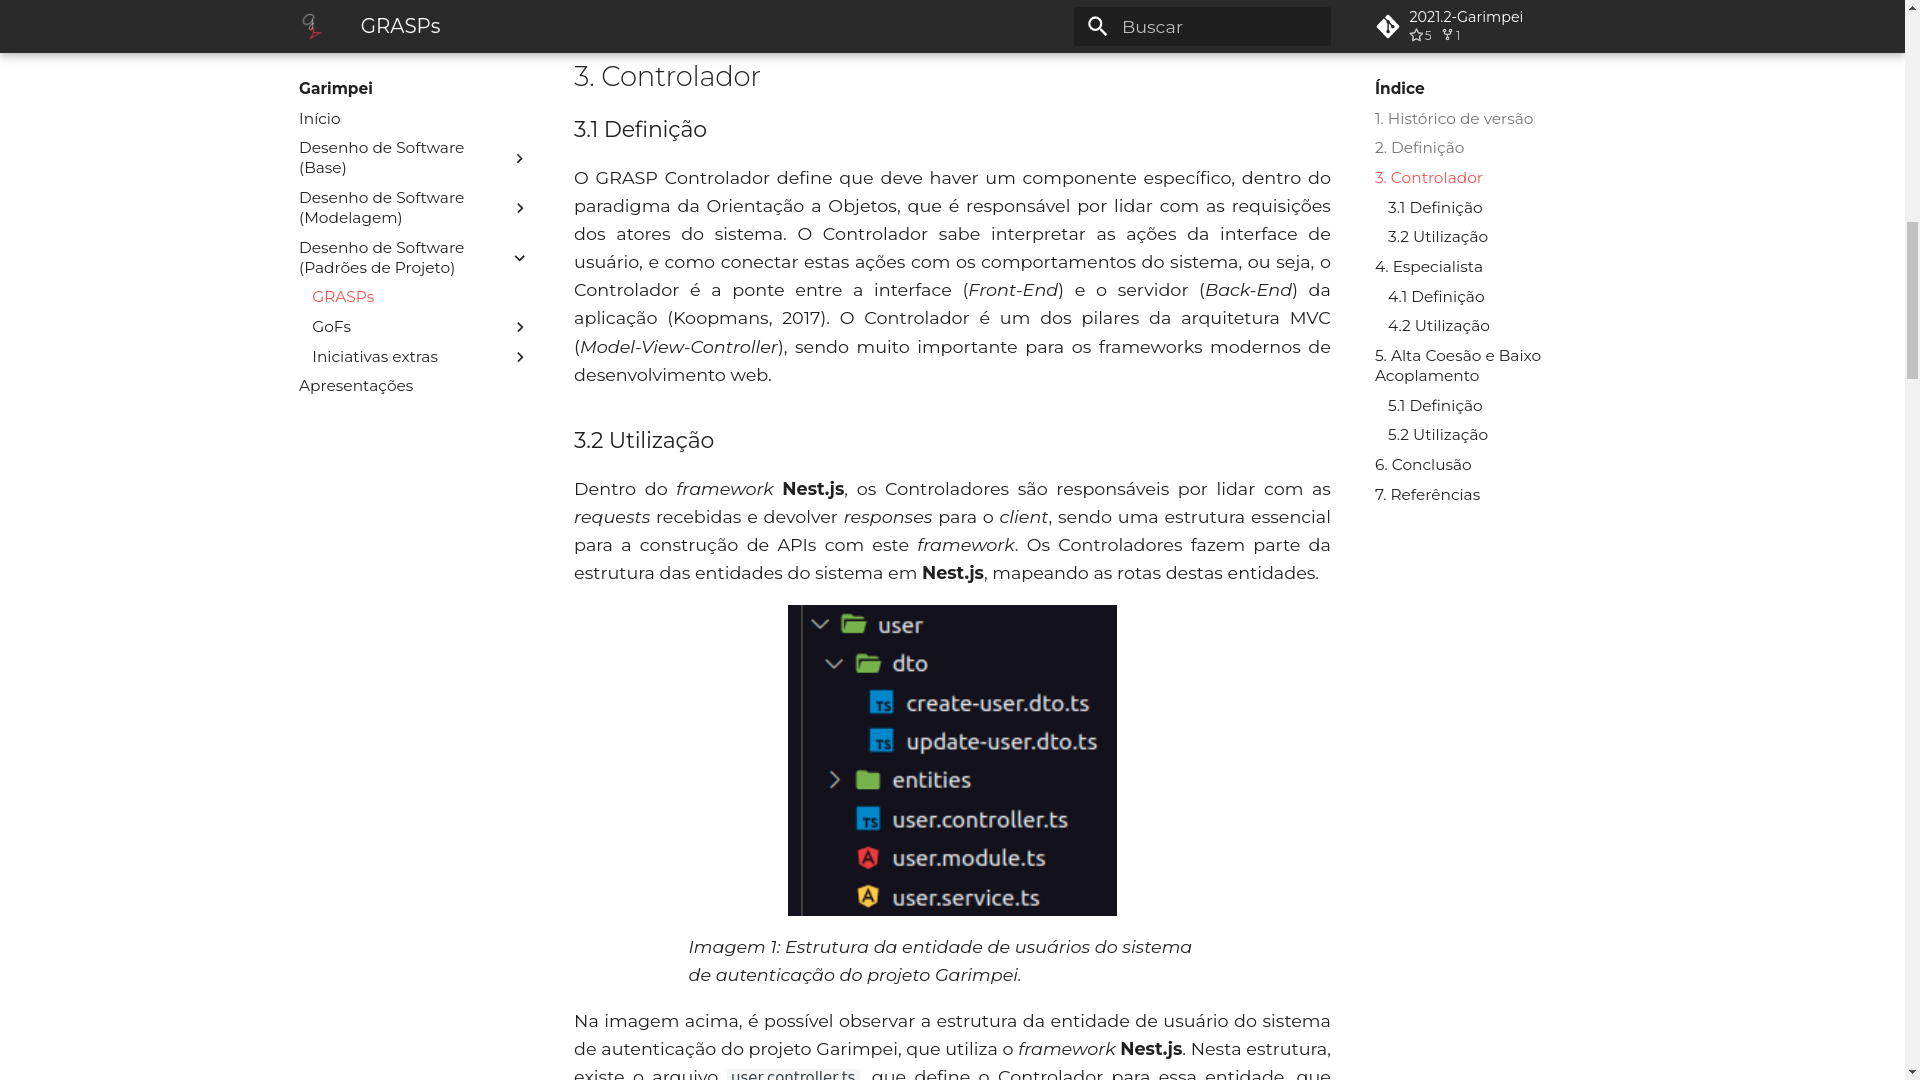 GRASPs
Buscar
2021.2-Garimpei
5 1
Garimpei
Início
Desenho de Software
(Base)
Desenho de Software
(Modelagem)
Desenho de Software
(Padrões de Projeto)
GRASPs
GoFs
Iniciativas extras
Apresentações
3. Controlador
3.1 Definição
O GRASP Controlador define que deve haver um componente específico, dentro do
paradigma da Orientação a Objetos, que é responsável por lidar com as requisições
dos atores do sistema. O Controlador sabe interpretar as ações da interface de
usuário, e como conectar estas ações com os comportamentos do sistema, ou seja, o
Controlador é a ponte entre a interface (Front-End) e o servidor (Back-End) da
aplicação (Koopmans, 2017). O Controlador é um dos pilares da arquitetura MVC
(Model-View-Controller), sendo muito importante para os frameworks modernos de
desenvolvimento web.
3.2 Utilização
Dentro do framework Nest.js, os Controladores são responsáveis por lidar com as
requests recebidas e devolver responses para o client, sendo uma estrutura essencial
para a construção de APIs com este framework. Os Controladores fazem parte da
estrutura das entidades do sistema em Nest.js, mapeando as rotas destas entidades.
user
dto
TS create-user.dto.ts
TS update-user.dto.ts
entities
TS user.controller.ts
A user.module.ts
A user.service.ts
Imagem 1: Estrutura da entidade de usuários do sistema
de autenticação do projeto Garimpei.
Na imagem acima, é possível observar a estrutura da entidade de usuário do sistema
de autenticação do projeto Garimpei, que utiliza o framework Nest.js. Nesta estrutura,
existe o arquivo user.controller.ts, que define o Controlador para essa entidade, que
Índice
1. Histórico de versão
2. Definição
3. Controlador
3.1 Definição
3.2 Utilização
4. Especialista
4.1 Definição
4.2 Utilização
5. Alta Coesão e Baixo
Acoplamento
5.1 Definição
5.2 Utilização
6. Conclusão
7. Referências